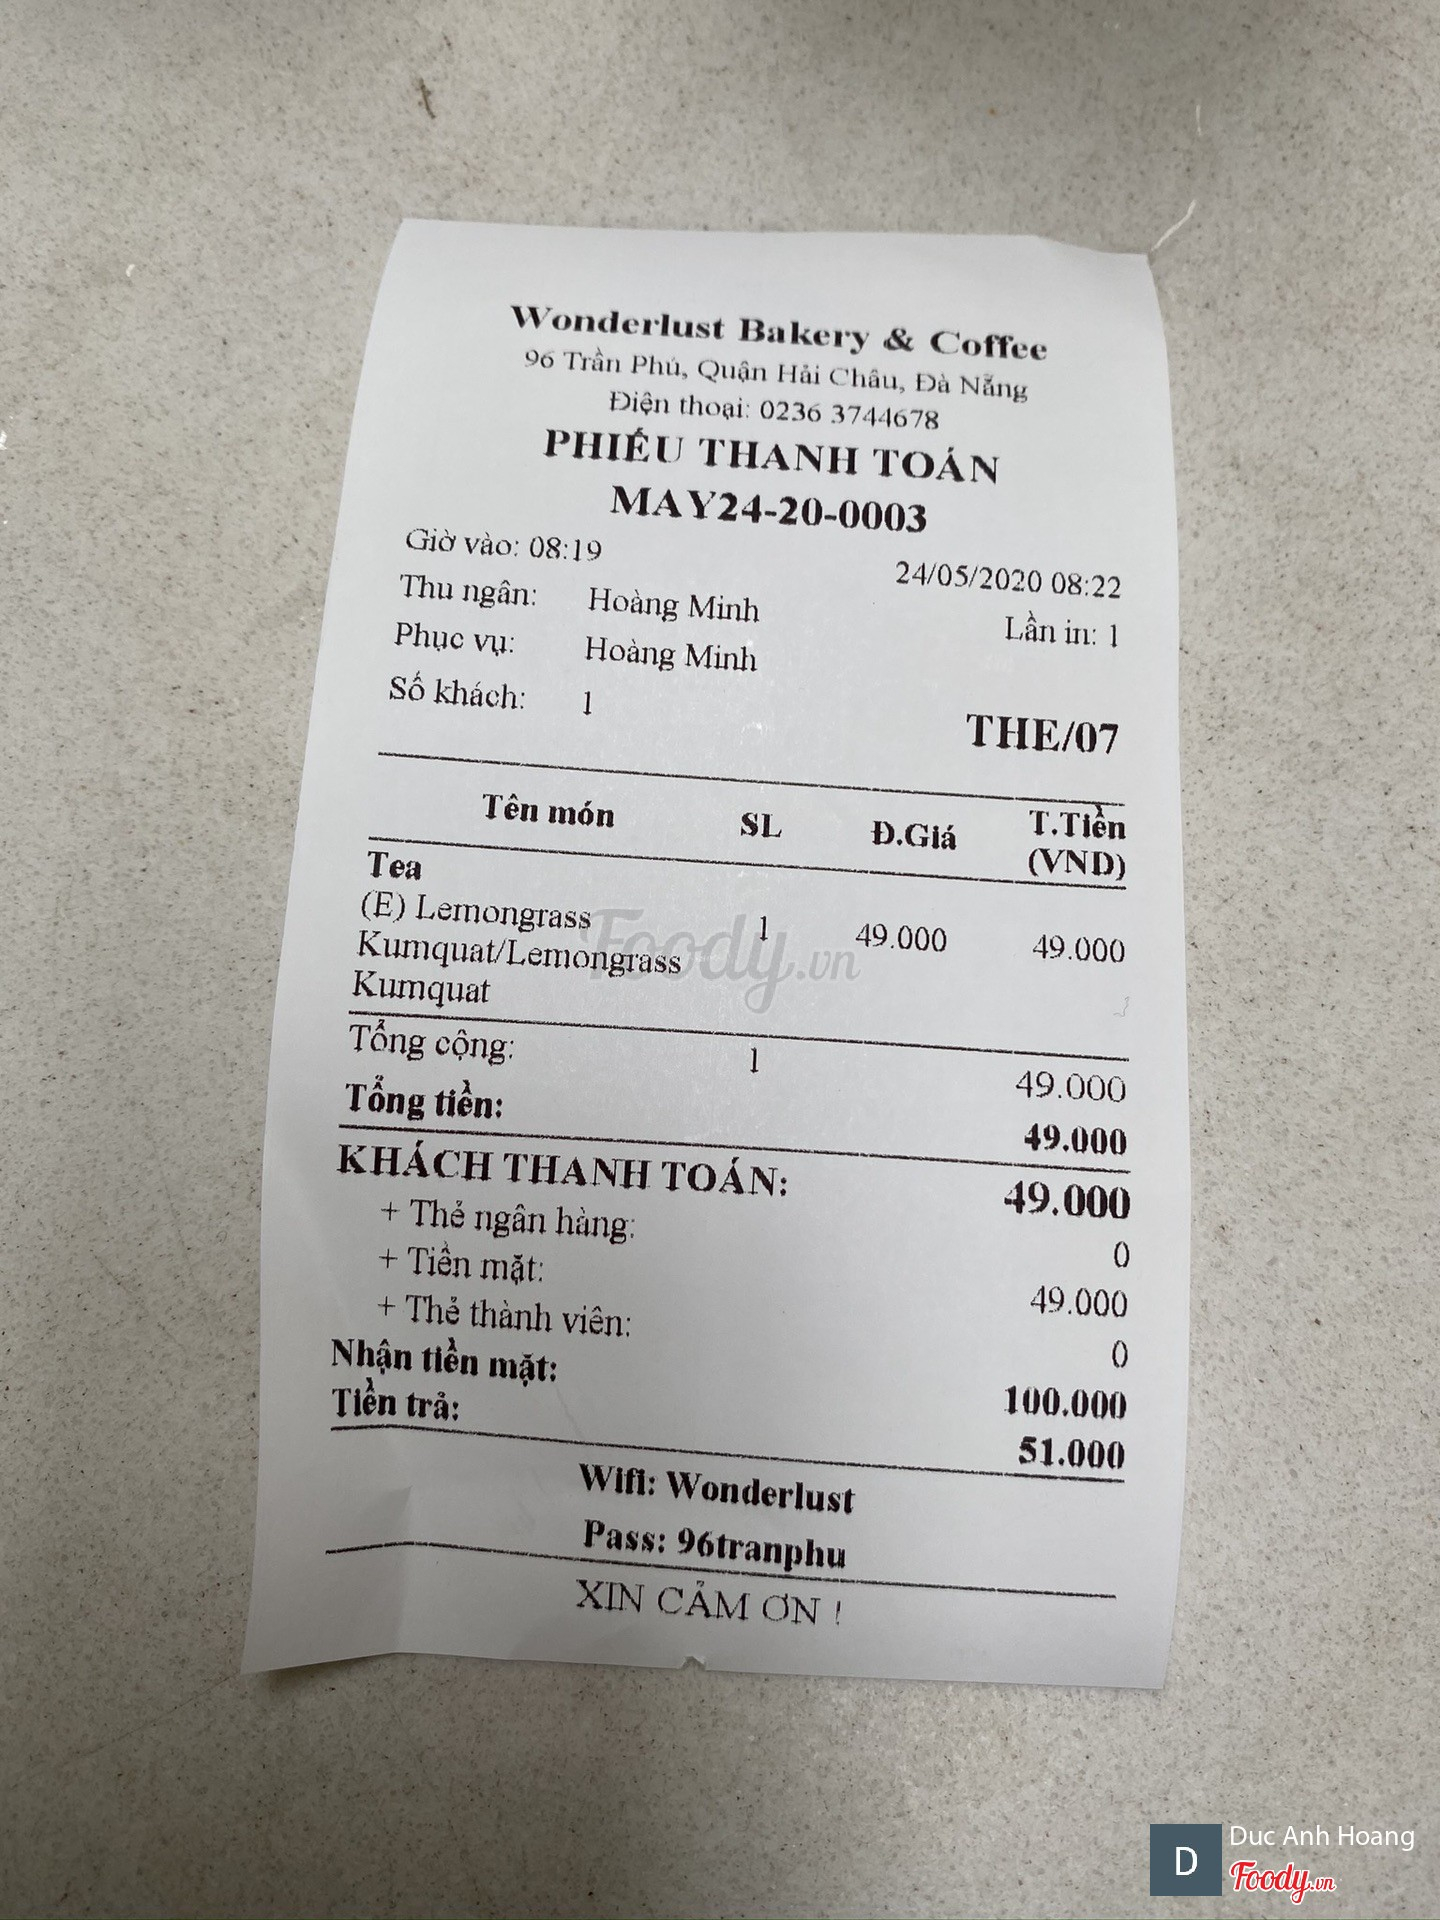 Wonderlust Bakery & Coffee
96 Trần Phú, Quận Hải Châu, Đà Nẵng
Điện thoại: 0236 3744678
PHIẾU THANH TOÁN
MAY24-20-0003
Giờ vào: 08:19 24/05/2020 08:22
Thu ngân: Hoàng Minh Lần in: 1
Phục vụ: Hoàng Minh
Số khách: 1 THE/07
Tên món SL Đ.Giá T.Tiền
(VND)
Tea
(E) Lemongrass 1 49.000 49.000
Kumquat/Lemongrass
Kumquat
Tổng cộng: 1 49.000
Tổng tiền: 49.000
KHÁCH THANH TOÁN: 49.000
+ Thẻ ngân hàng: 0
+ Tiền mặt: 49.000
+ Thẻ thành viên: 0
Nhận tiền mặt: 100.000
Tiền trả: 51.000
Wifi: Wonderlust
Pass: 96tranphu
XIN CẢM ƠN !
Foody.vn
D Duc Anh Hoang
Foody.vn